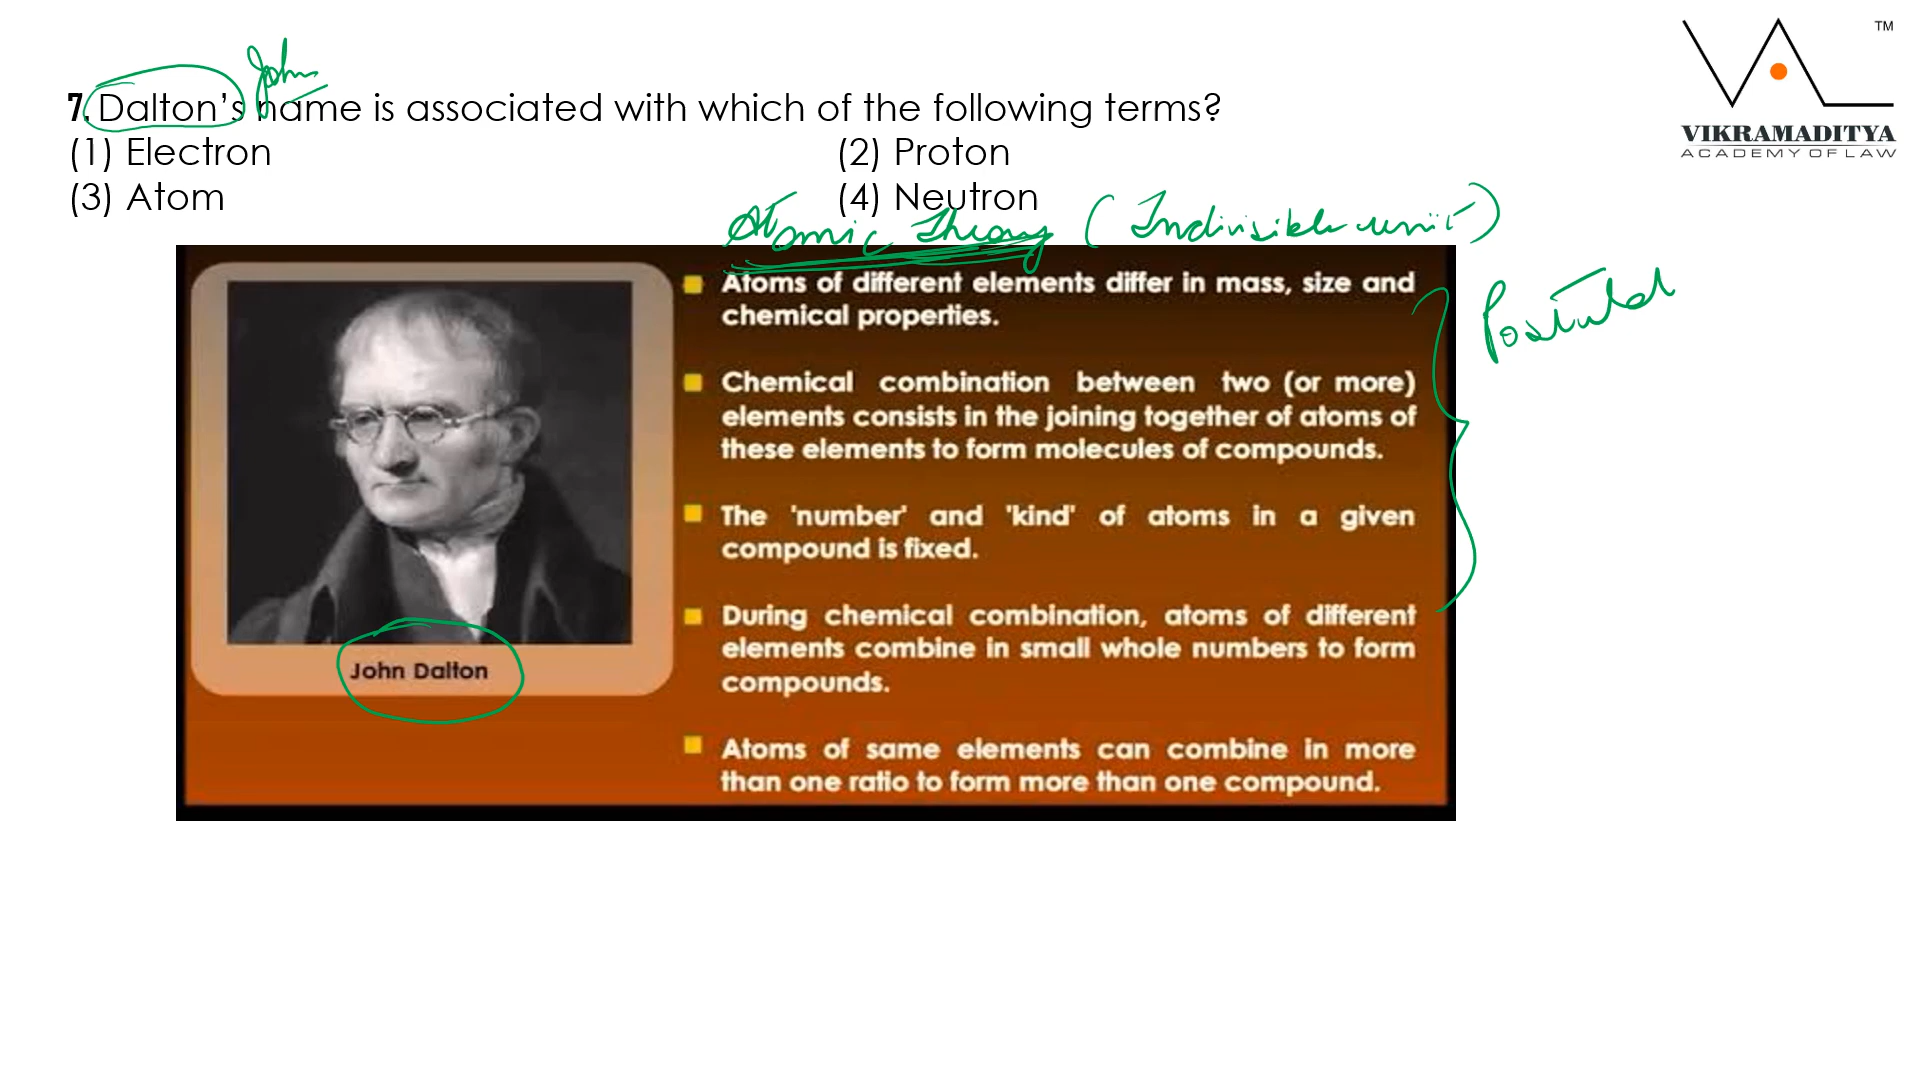 John
7. Dalton’s name is associated with which of the following terms?
(1) Electron (2) Proton
(3) Atom (4) Neutron
Atomic Theory (Indivisible unit)
Atoms of different elements differ in mass, size and
chemical properties.
Chemical combination between two (or more)
elements consists in the joining together of atoms of
these elements to form molecules of compounds.
The 'number' and 'kind' of atoms in a given
compound is fixed.
During chemical combination, atoms of different
elements combine in small whole numbers to form
compounds.
Atoms of same elements can combine in more
than one ratio to form more than one compound.
John Dalton
TM
VIKRAMADITYA
ACADEMY OF LAW